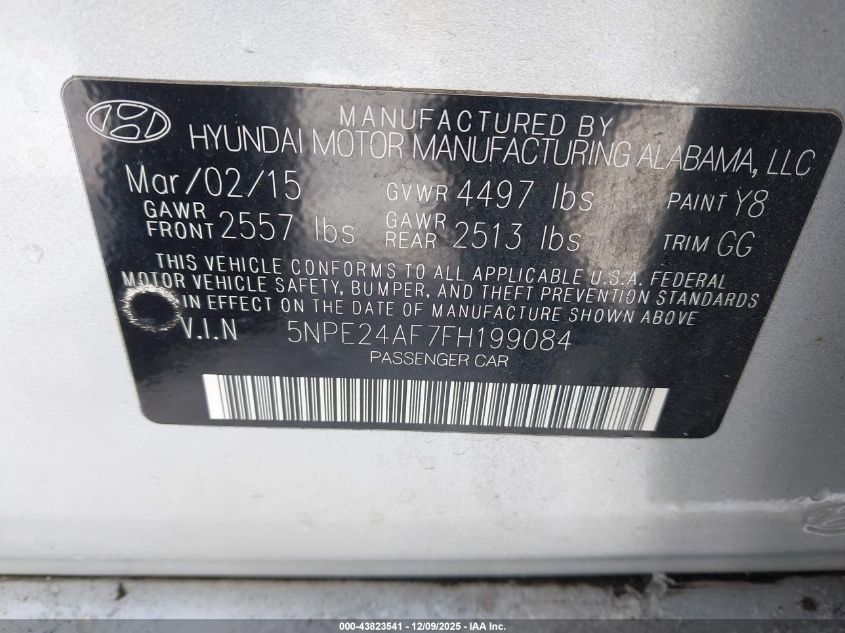 MANUFACTURED BY
HYUNDAI MOTOR MANUFACTURING ALABAMA, LLC
Mar/02/15 GVWR 4497 lbs PAINT Y8
GAWR FRONT 2557 lbs GAWR REAR 2513 lbs TRIM GG
THIS VEHICLE CONFORMS TO ALL APPLICABLE U.S.A. FEDERAL
MOTOR VEHICLE SAFETY, BUMPER, AND THEFT PREVENTION STANDARDS
IN EFFECT ON THE DATE OF MANUFACTURE SHOWN ABOVE.
V.I.N 5NPE24AF7FH199084
PASSENGER CAR
000-43823541 - 12/09/2025 - IAA Inc.